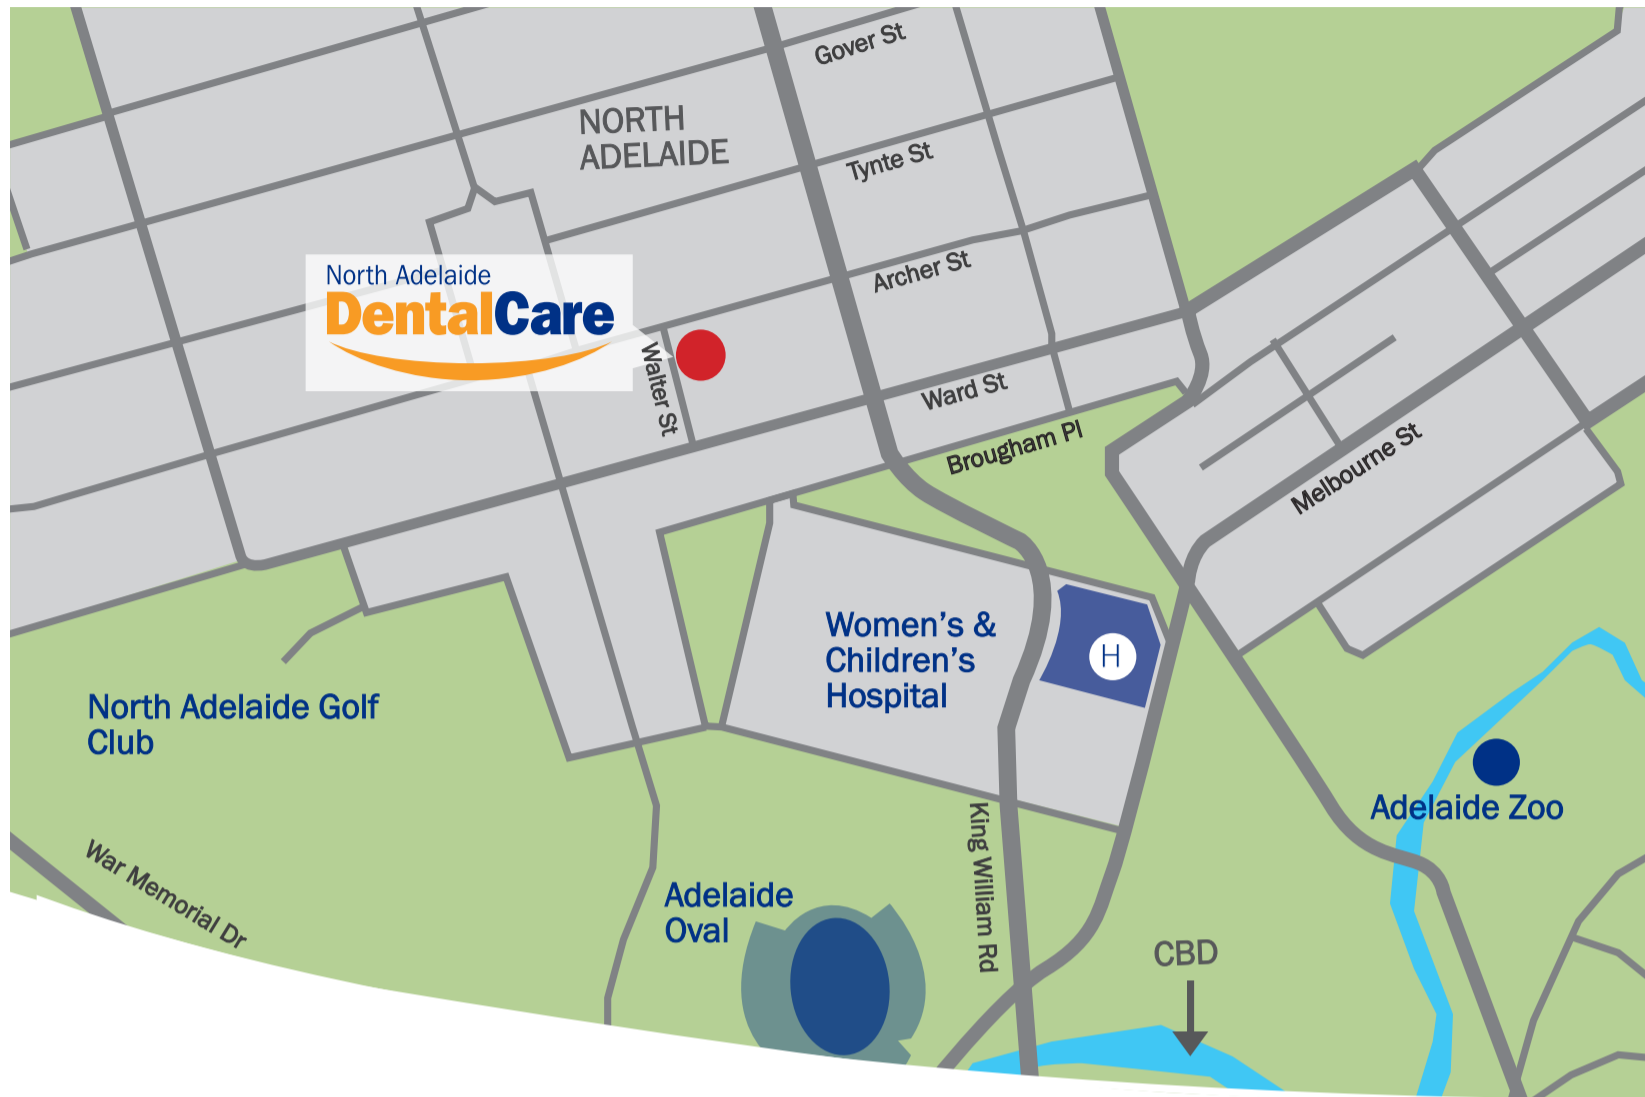 Gover St
NORTH
ADELAIDE
Tynte St
Archer St
North Adelaide
DentalCare
Walter St
Ward St
Brougham Pl
Melbourne St
Women's &
Children's
Hospital
H
North Adelaide Golf
Club
Adelaide Zoo
King William Rd
War Memorial Dr
Adelaide
Oval
CBD